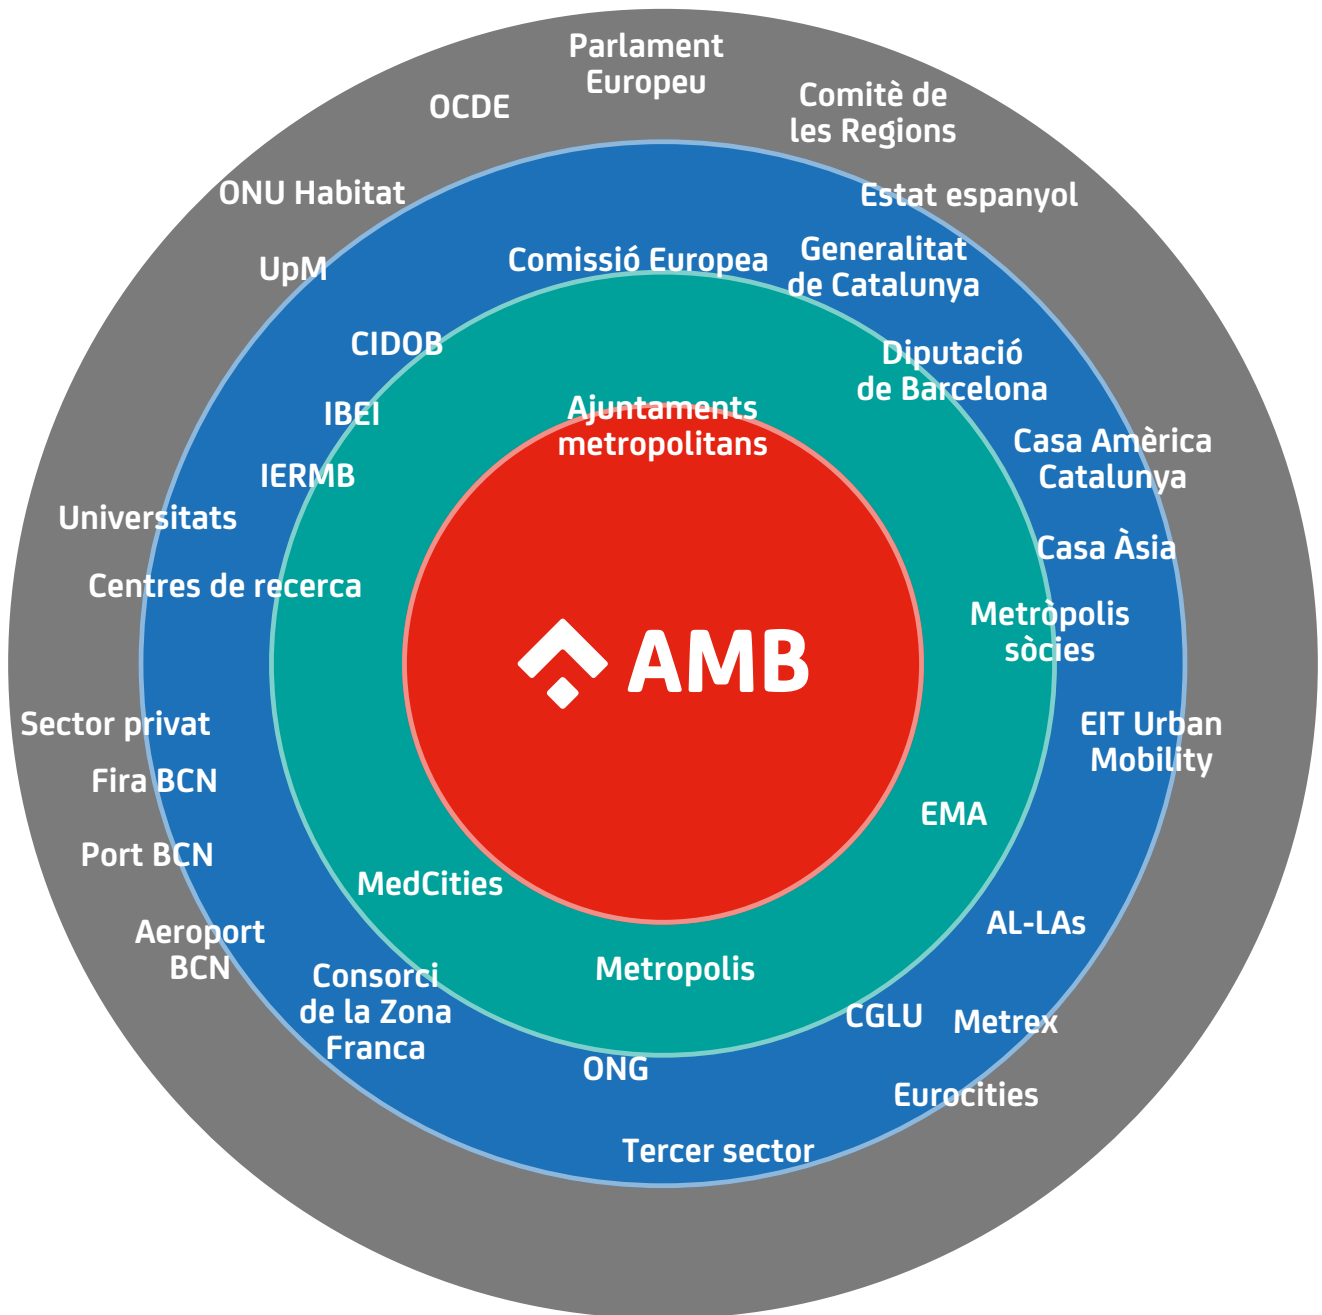 Parlament
Europeu
OCDE
Comitè de
les Regions
ONU Habitat
Estat espanyol
UpM
Comissió Europea
Generalitat
de Catalunya
CIDOB
Diputació
de Barcelona
IBEI
Ajuntaments
metropolitans
Casa Amèrica
Catalunya
IERMB
Universitats
Casa Àsia
Centres de recerca
Metròpolis
sòcies
AMB
Sector privat
EIT Urban
Mobility
Fira BCN
EMA
Port BCN
MedCities
AL-LAs
Aeroport
BCN
Metropolis
Consorci
de la Zona
Franca
CGLU
Metrex
ONG
Eurocities
Tercer sector